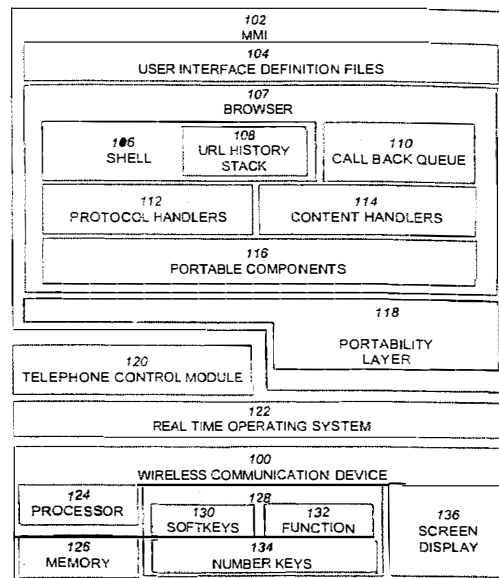 102
MMI
104
USER INTERFACE DEFINITION FILES
107
BROWSER
106
SHELL
108
URL HISTORY
STACK
110
CALL BACK QUEUE
112
PROTOCOL HANDLERS
114
CONTENT HANDLERS
116
PORTABLE COMPONENTS
118
PORTABILITY
LAYER
120
TELEPHONE CONTROL MODULE
122
REAL TIME OPERATING SYSTEM
100
WIRELESS COMMUNICATION DEVICE
124
PROCESSOR
126
MEMORY
128
130
SOFTKEYS
132
FUNCTION
134
NUMBER KEYS
136
SCREEN
DISPLAY